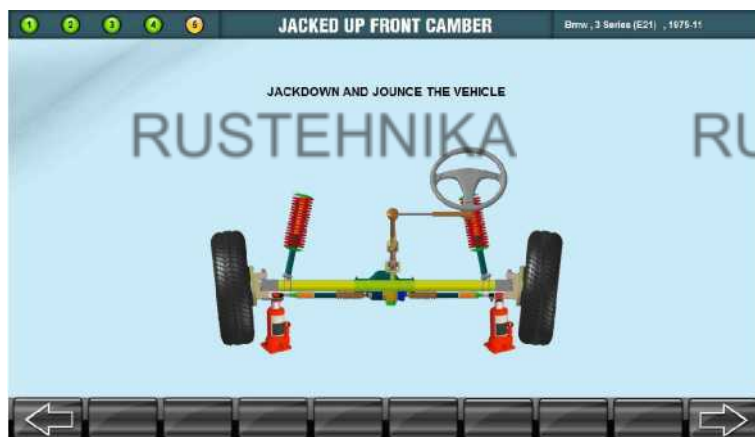 1 2 3 4 5 JACKED UP FRONT CAMBER Bmw , 3 Series (E21) , 1975-11
JACKDOWN AND JOUNCE THE VEHICLE
RUSTEHNIKA RU